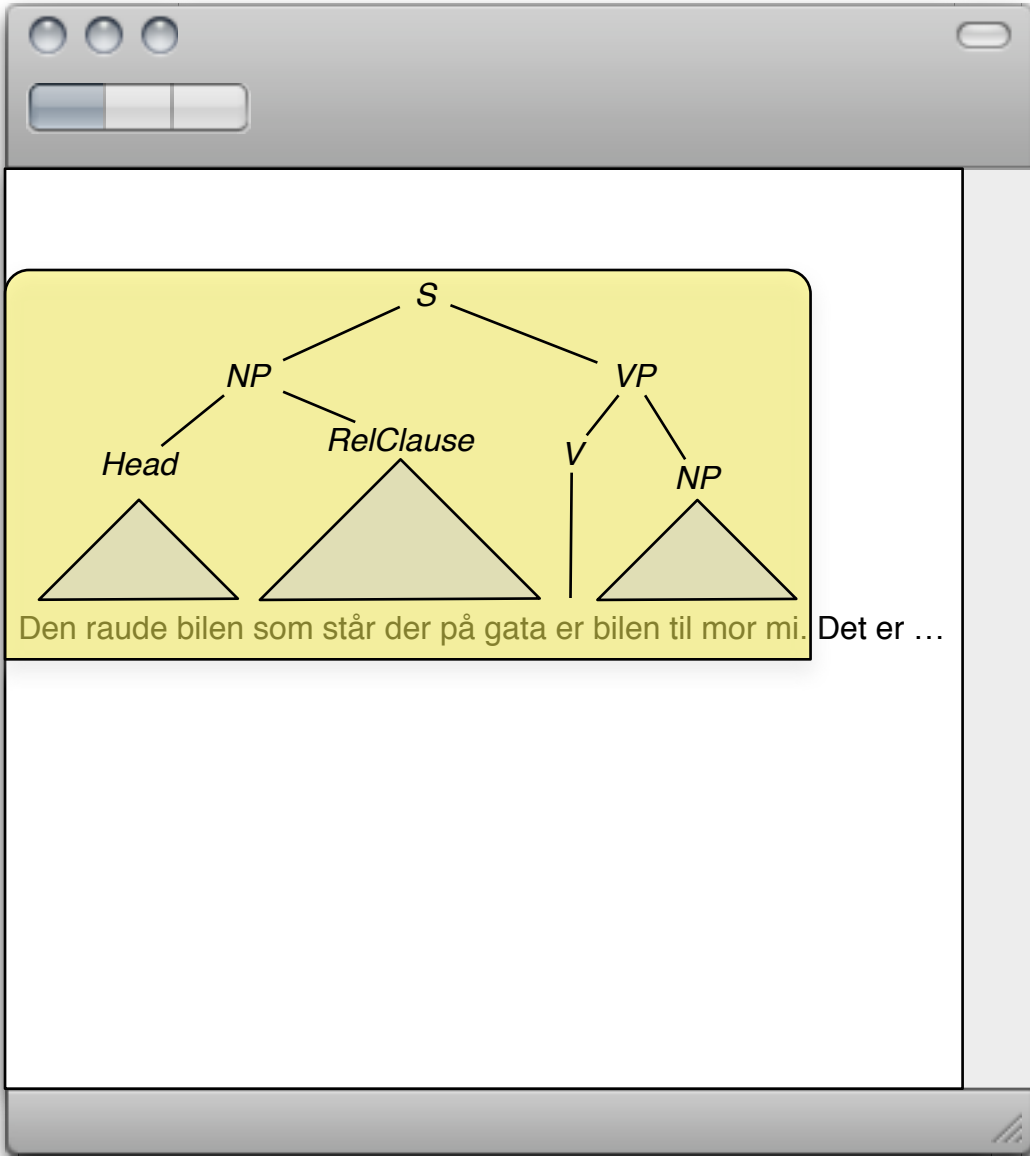 S
NP VP
RelClause
Head V
NP
Den raude bilen som står der på gata er bilen til mor mi. Det er …